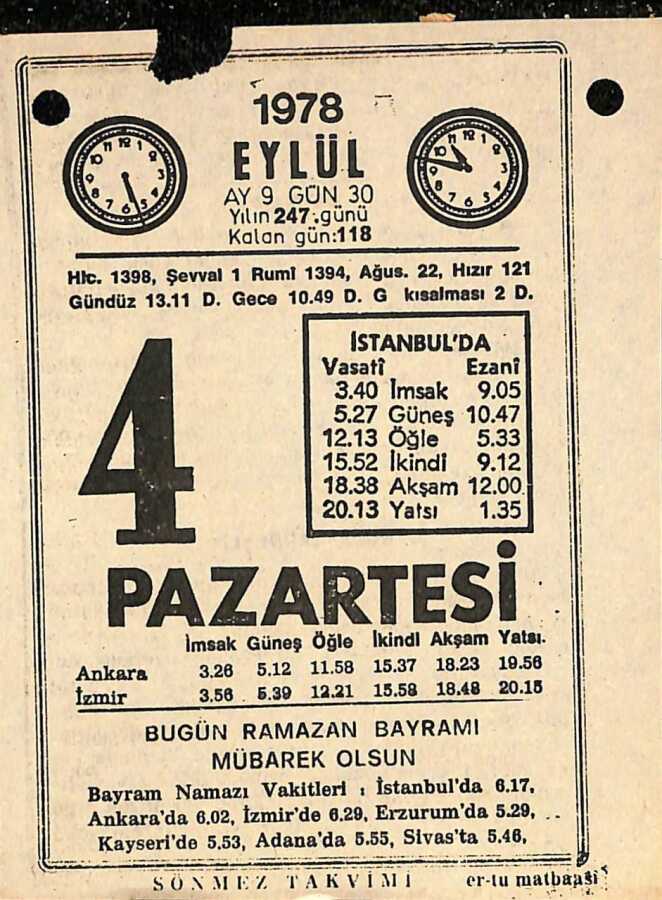 1978
EYLÜL
AY 9 GÜN 30
Yılın 247.günü
Kalan gün:118
Hic. 1398, Şevval 1 Rumî 1394, Ağus. 22, Hızır 121
Gündüz 13.11 D. Gece 10.49 D. G kısalması 2 D.
4
İSTANBUL'DA
Vasatî Ezanî
3.40 İmsak 9.05
5.27 Güneş 10.47
12.13 Öğle 5.33
15.52 İkindi 9.12
18.38 Akşam 12.00
20.13 Yatsı 1.35
PAZARTESİ
İmsak Güneş Öğle İkindi Akşam Yatsı.
Ankara 3.26 5.12 11.58 15.37 18.23 19.56
İzmir 3.56 5.39 12.21 15.58 18.48 20.15
BUGÜN RAMAZAN BAYRAMI
MÜBAREK OLSUN
Bayram Namazı Vakitleri : İstanbul'da 6.17,
Ankara'da 6.02, İzmir'de 6.29, Erzurum'da 5.29,
Kayseri'de 5.53, Adana'da 5.55, Sivas'ta 5.46,
SÖNMEZ TAKVİMİ er-tu matbaası